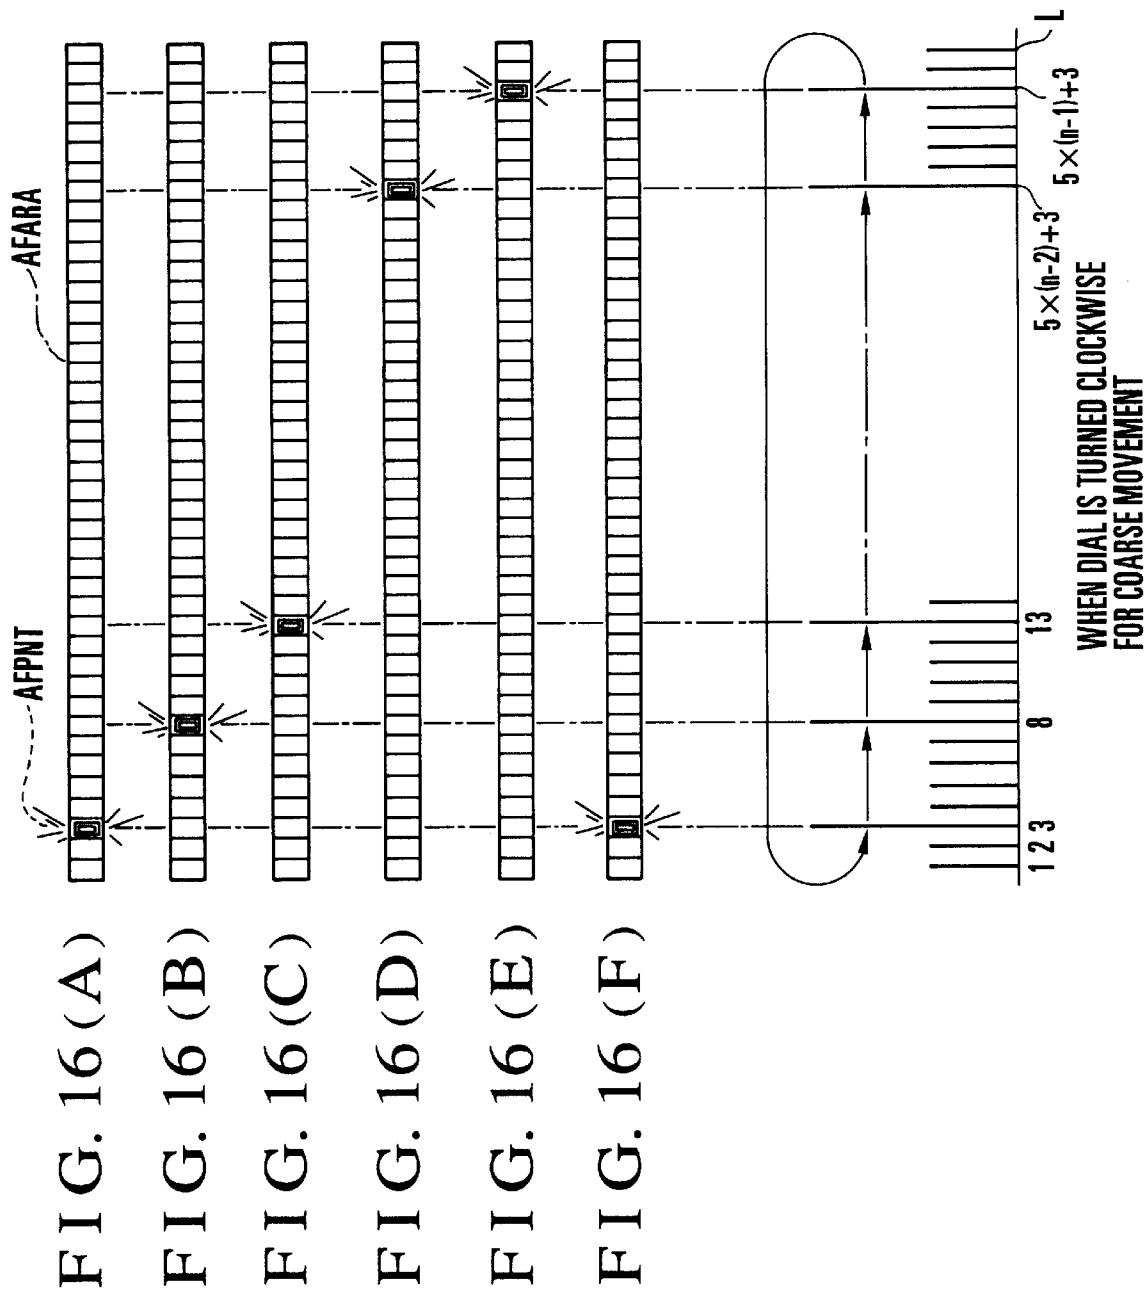 FIG. 16 (A)
AFPNT
AFARA
FIG. 16 (B)
FIG. 16 (C)
FIG. 16 (D)
FIG. 16 (E)
FIG. 16 (F)
1 2 3
8
13
5×(n-2)+3
5×(n-1)+3
L
WHEN DIAL IS TURNED CLOCKWISE
FOR COARSE MOVEMENT